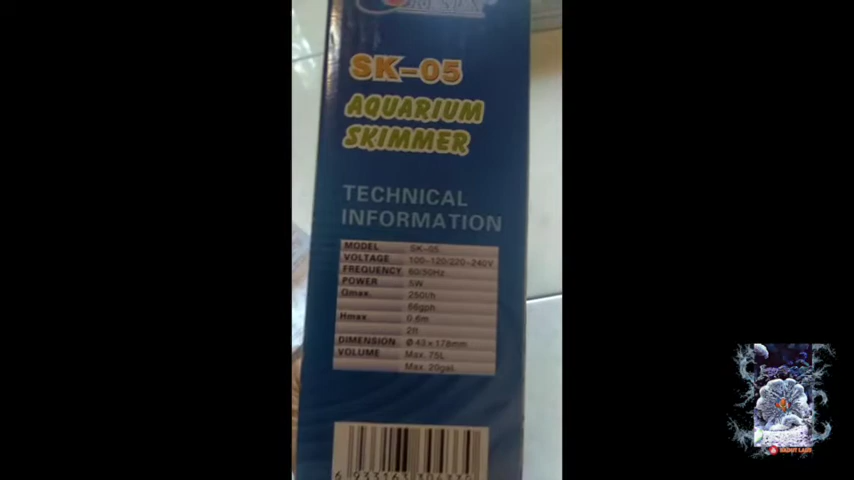 SK-05
AQUARIUM
SKIMMER
TECHNICAL
INFORMATION
MODEL SK-05
VOLTAGE 100-120/220-240V
FREQUENCY 60/50Hz
POWER 5W
Qmax. 250l/h
66gph
Hmax 0.6m
2ft
DIMENSION Ø 43 x 178mm
VOLUME Max. 75L
Max. 20gal.